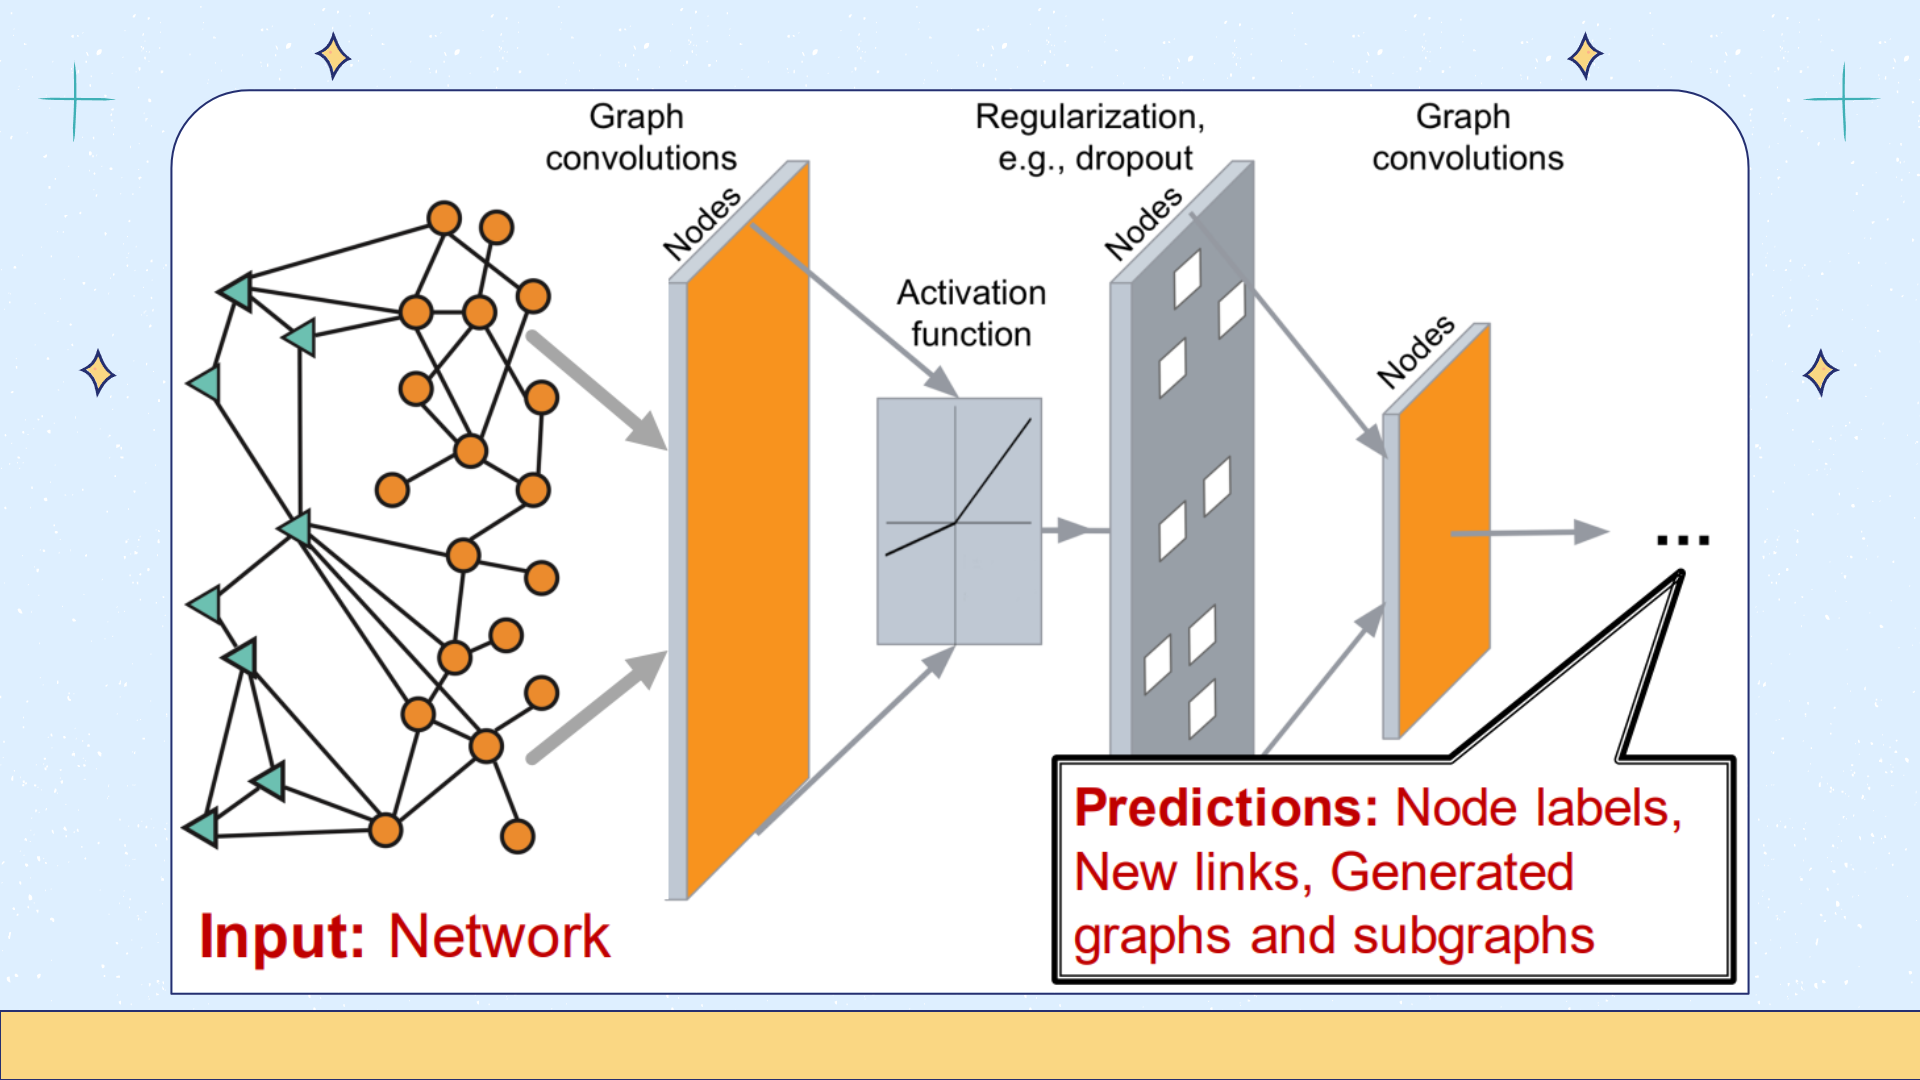 Graph
convolutions
Regularization,
e.g., dropout
Graph
convolutions
Nodes
Nodes
Activation
function
Nodes
...
Predictions: Node labels,
New links, Generated
graphs and subgraphs
Input: Network